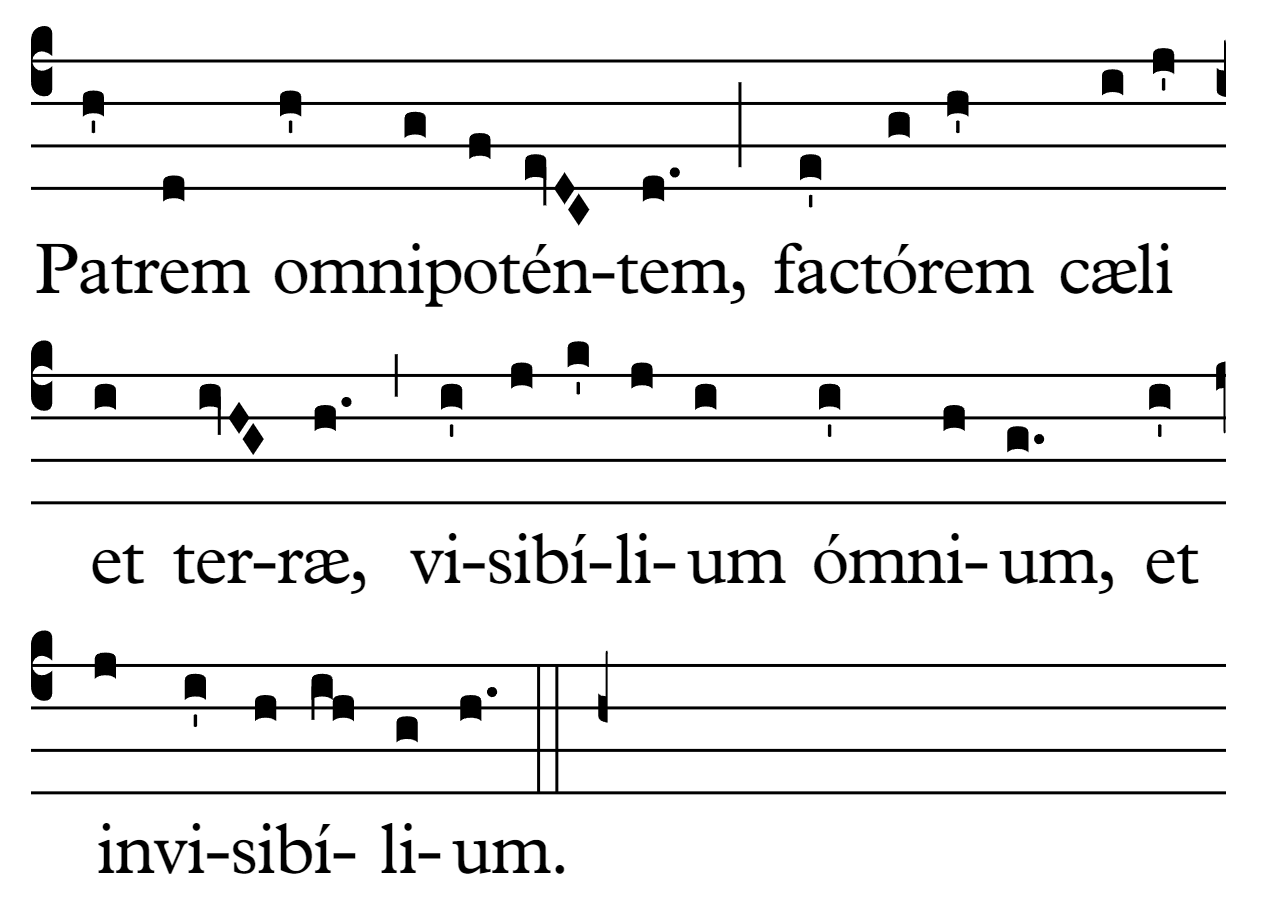 Patrem omnipotén-tem, factórem cæli
et ter-ræ, vi-sibí-li-um ómni-um, et
invi-sibí- li-um.